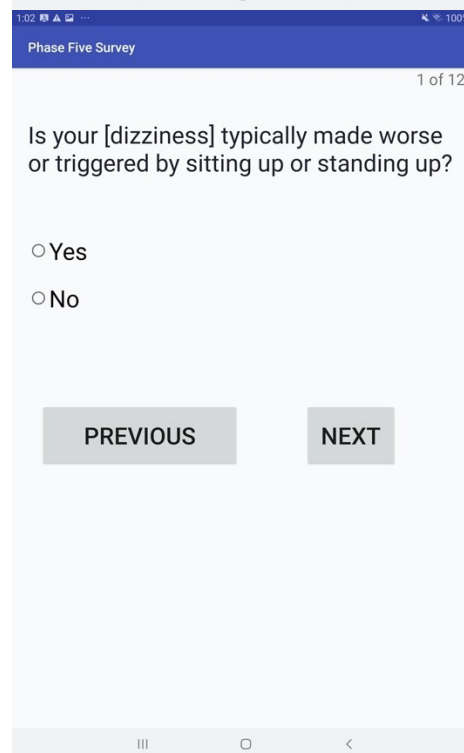 1:02 ···
100%
Phase Five Survey
1 of 12
Is your [dizziness] typically made worse
or triggered by sitting up or standing up?
Yes
No
PREVIOUS NEXT